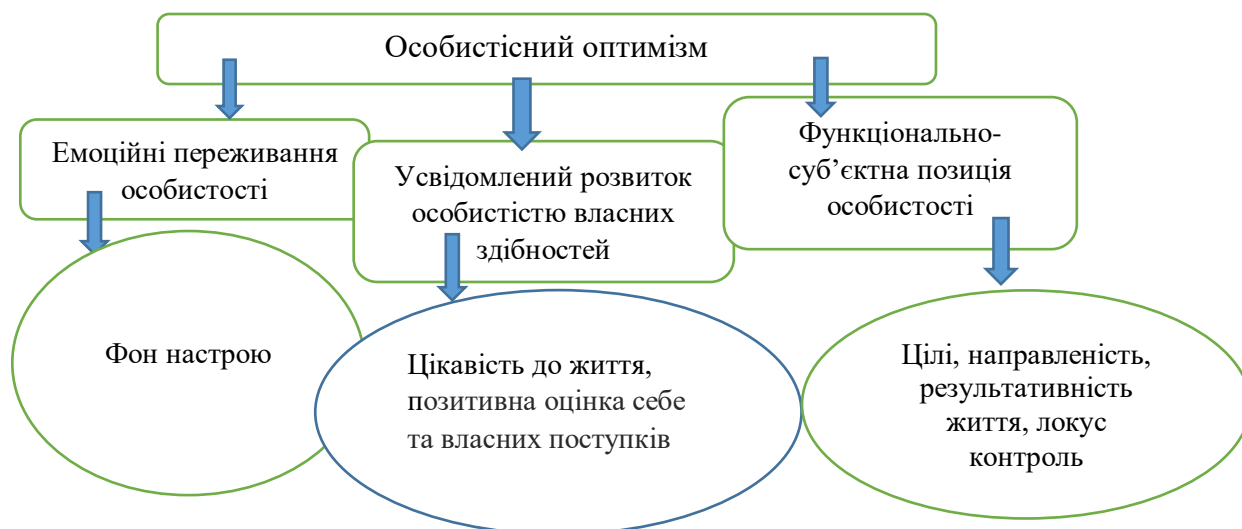 Особистісний оптимізм
Емоційні переживання
особистості
Усвідомлений розвиток
особистістю власних
здібностей
Функціонально-
суб’єктна позиція
особистості
Фон настрою
Цікавість до життя,
позитивна оцінка себе
та власних поступків
Цілі, направленість,
результативність
життя, локус
контроль